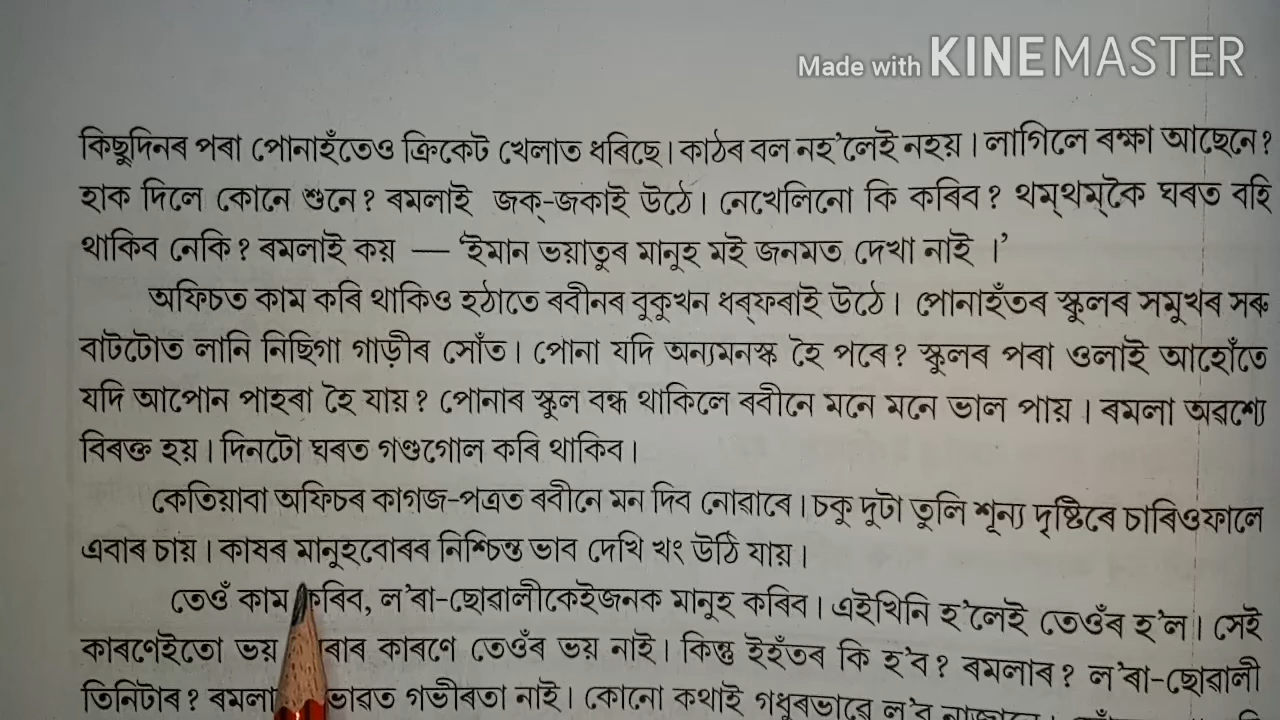 Made with KINEMASTER
কিছুদিনৰ পৰা পোনাহঁতেও ক্ৰিকেট খেলাত ধৰিছে। কাঠৰ বল নহ'লেই নহয়। লাগিলে ৰক্ষা আছেনে?
হাক দিলে কোনে শুনে? ৰমলাই জক্-জকাই উঠে। নেখেলিনো কি কৰিব? থম্‌থম্‌কৈ ঘৰত বহি
থাকিব নেকি? ৰমলাই কয় — 'ইমান ভয়াতুৰ মানুহ মই জনমত দেখা নাই ।'
অফিচত কাম কৰি থাকিও হঠাতে ৰবীনৰ বুকুখন ধৰ্‌ফৰাই উঠে। পোনাহঁতৰ স্কুলৰ সমুখৰ সৰু
বাটটোত লানি নিছিগা গাড়ীৰ সোঁত। পোনা যদি অন্যমনস্ক হৈ পৰে? স্কুলৰ পৰা ওলাই আহোঁতে
যদি আপোন পাহৰা হৈ যায়? পোনাৰ স্কুল বন্ধ থাকিলে ৰবীনে মনে মনে ভাল পায়। ৰমলা অৱশ্যে
বিৰক্ত হয়। দিনটো ঘৰত গণ্ডগোল কৰি থাকিব।
কেতিয়াবা অফিচৰ কাগজ-পত্ৰত ৰবীনে মন দিব নোৱাৰে। চকু দুটা তুলি শূন্য দৃষ্টিৰে চাৰিওফালে
এবাৰ চায়। কাষৰ মানুহবোৰৰ নিশ্চিন্ত ভাব দেখি খং উঠি যায়।
তেওঁ কাম কৰিব, ল'ৰা-ছোৱালীকেইজনক মানুহ কৰিব। এইখিনি হ'লেই তেওঁৰ হ'ল। সেই
কাৰণেইতো ভয় কাৰণে তেওঁৰ ভয় নাই। কিন্তু ইহঁতৰ কি হ'ব? ৰমলাৰ? ল'ৰা-ছোৱালী
তিনিটাৰ? ভাৱত গভীৰতা নাই। কোনো কথাই গধুৰভাৱে ল'ব